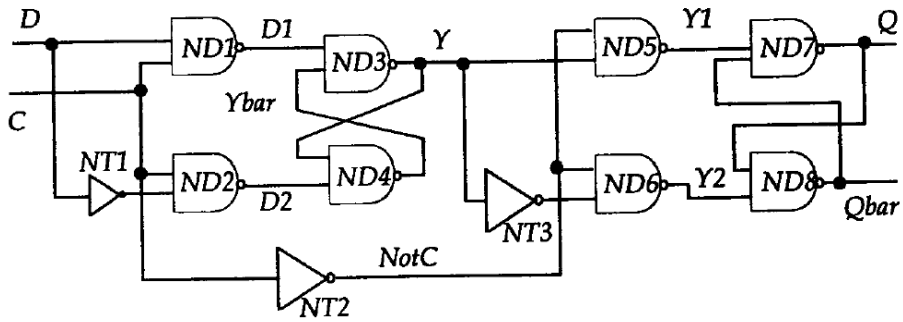 D
ND1
D1
ND3
Y
ND5
Y1
ND7
Q
C
Ybar
NT1
ND2
D2
ND4
NT3
ND6
Y2
ND8
Qbar
NotC
NT2